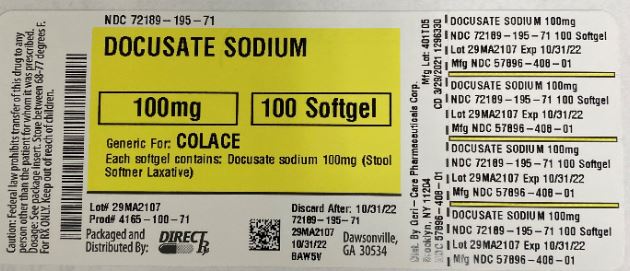 Caution: Federal law prohibits transfer of this drug to any
person other than the patient for whom it was prescribed.
Dosage: See package insert. Store between 68-77 degrees F.
For RX ONLY. Keep out of reach of children.
NDC 72189-195-71
DOCUSATE SODIUM
100mg
100 Softgel
Generic For: COLACE
Each softgel contains: Docusate sodium 100mg (Stool
Softner Laxative)
Lot# 29MA2107
Prod# 4165-100-71
Packaged and
Distributed By:
DIRECT Rx
Discard After: 10/31/22
72189-195-71
29MA2107
10/31/22
BAW5V
Dawsonville,
GA 30534
Dist. By Geri - Care Pharmaceuticals Corp.
Brooklyn, NY 11204
NDC 57896-408-01
Mfg Lot: 401T05
CD 3/29/2021 1296330
DOCUSATE SODIUM 100mg
NDC 72189-195-71 100 Softgel
Lot 29MA2107 Exp 10/31/22
Mfg NDC 57896-408-01
DOCUSATE SODIUM 100mg
NDC 72189-195-71 100 Softgel
Lot 29MA2107 Exp 10/31/22
Mfg NDC 57896-408-01
DOCUSATE SODIUM 100mg
NDC 72189-195-71 100 Softgel
Lot 29MA2107 Exp 10/31/22
Mfg NDC 57896-408-01
DOCUSATE SODIUM 100mg
NDC 72189-195-71 100 Softgel
Lot 29MA2107 Exp 10/31/22
Mfg NDC 57896-408-01